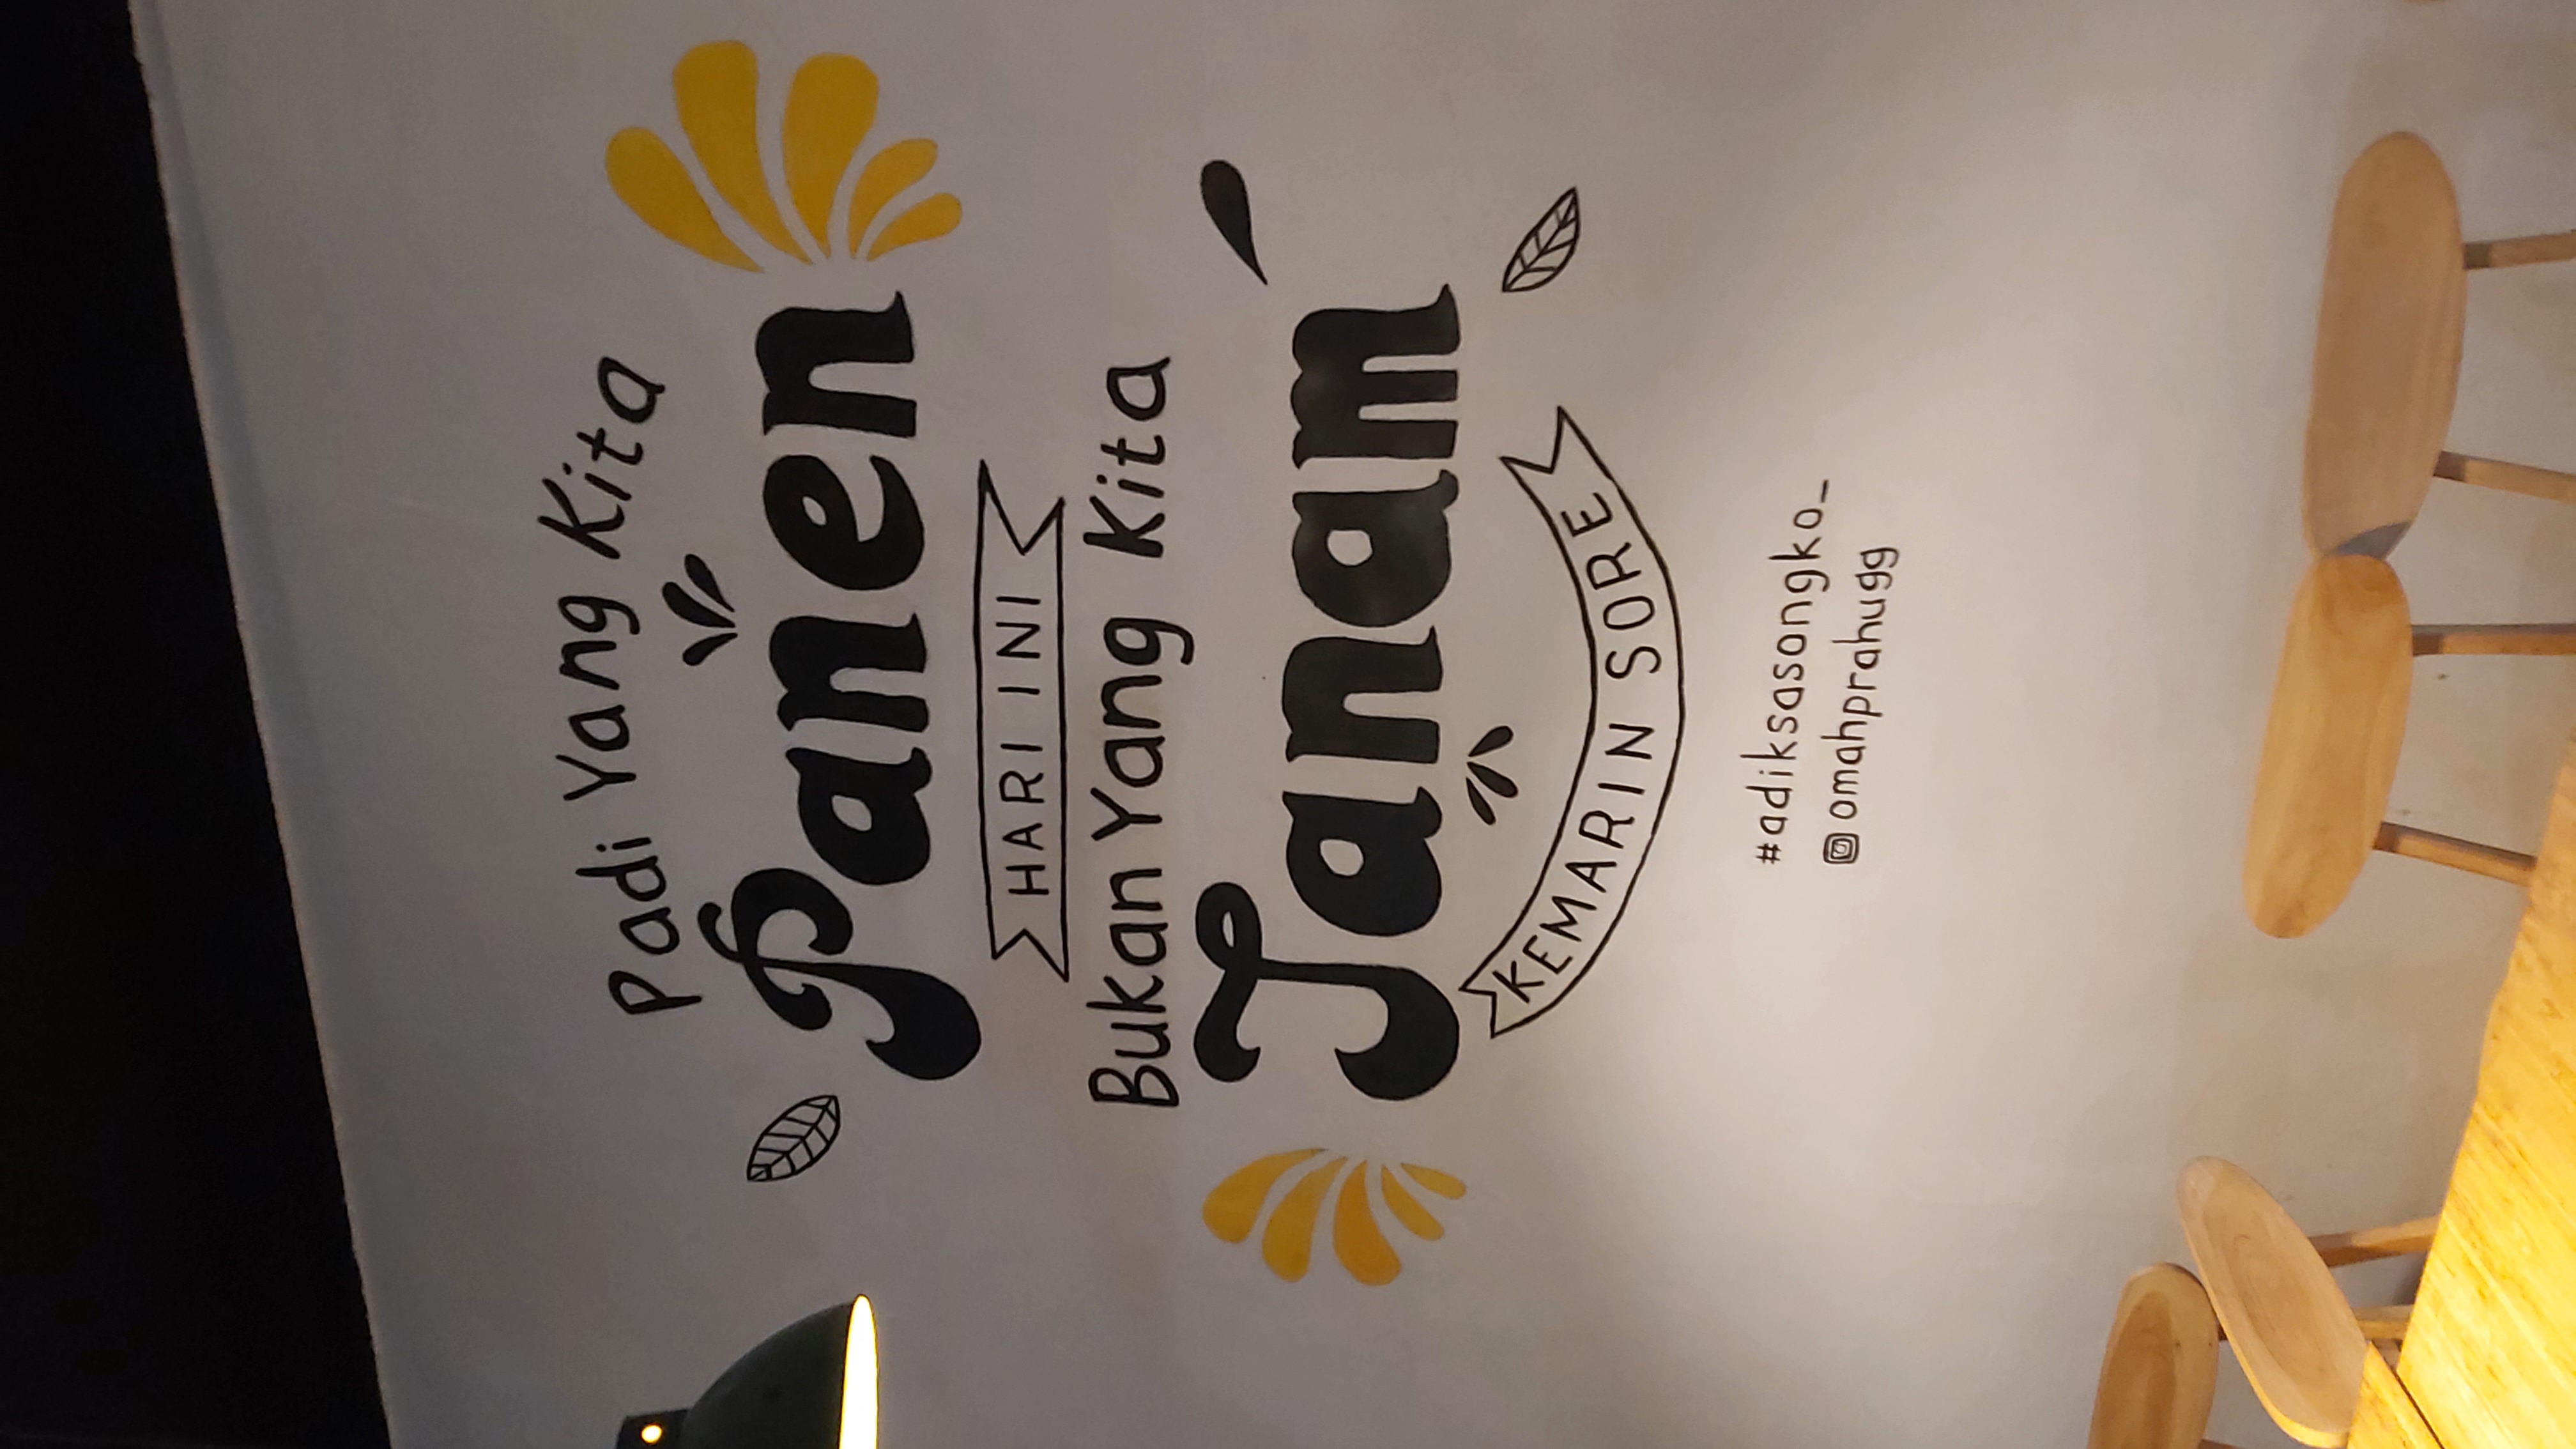 Padi Yang Kita
Panen
HARI INI
Bukan Yang Kita
Tanam
KEMARIN SORE
#adiksasongko_
omahprahugg